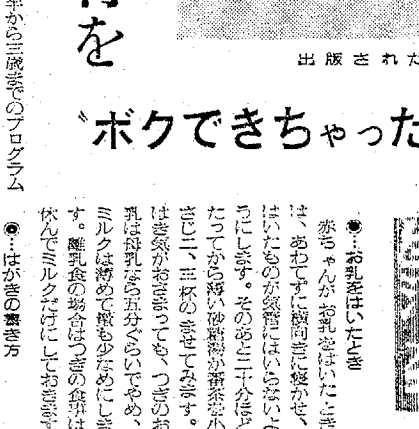 出版された
〝ボクできちゃった
を
年から三歳までのプログラム
◉…お乳をはいたとき
赤ちゃんがお乳をはいたとき
は、あわてずに横向きに寝かせ、
はいたものが気管にはいらないよ
うにします。そのあと二十分ほど
たってから薄い砂糖湯か番茶を小
さじ二、三杯のませてみます。
はき気がおさまっても、つぎのお
乳は母乳なら五分ぐらいでやめ、
ミルクは薄めて量も少なめにしま
す。離乳食の場合はつぎの食事は
休んでミルクだけにしておきます
◉…はがきの書き方